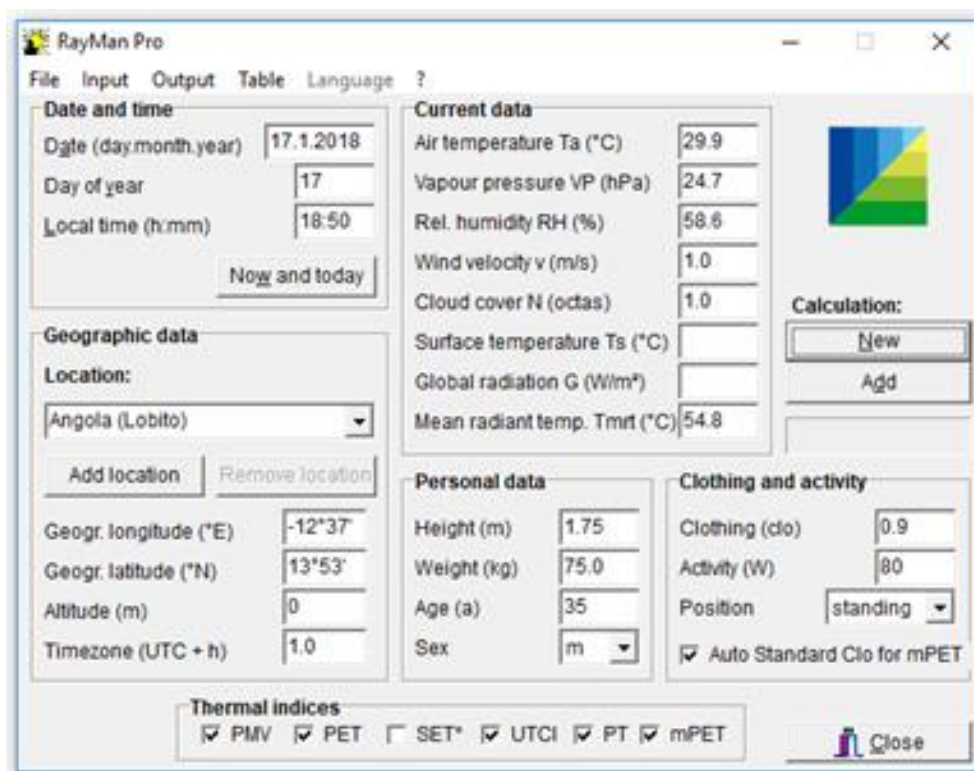 RayMan Pro
File Input Output Table Language ?
Date and time
Date (day.month.year) 17.1.2018
Day of year 17
Local time (h:mm) 18:50
Now and today
Geographic data
Location:
Angola (Lobito)
Add location Remove location
Geogr. longitude (°E) -12°37'
Geogr. latitude (°N) 13°53'
Altitude (m) 0
Timezone (UTC + h) 1.0
Current data
Air temperature Ta (°C) 29.9
Vapour pressure VP (hPa) 24.7
Rel. humidity RH (%) 58.6
Wind velocity v (m/s) 1.0
Cloud cover N (octas) 1.0
Surface temperature Ts (°C)
Global radiation G (W/m²)
Mean radiant temp. Tmrt (°C) 54.8
Calculation:
New
Add
Personal data
Height (m) 1.75
Weight (kg) 75.0
Age (a) 35
Sex m
Clothing and activity
Clothing (clo) 0.9
Activity (W) 80
Position standing
Auto Standard Clo for mPET
Thermal indices
PMV PET SET* UTCI PT mPET
Close